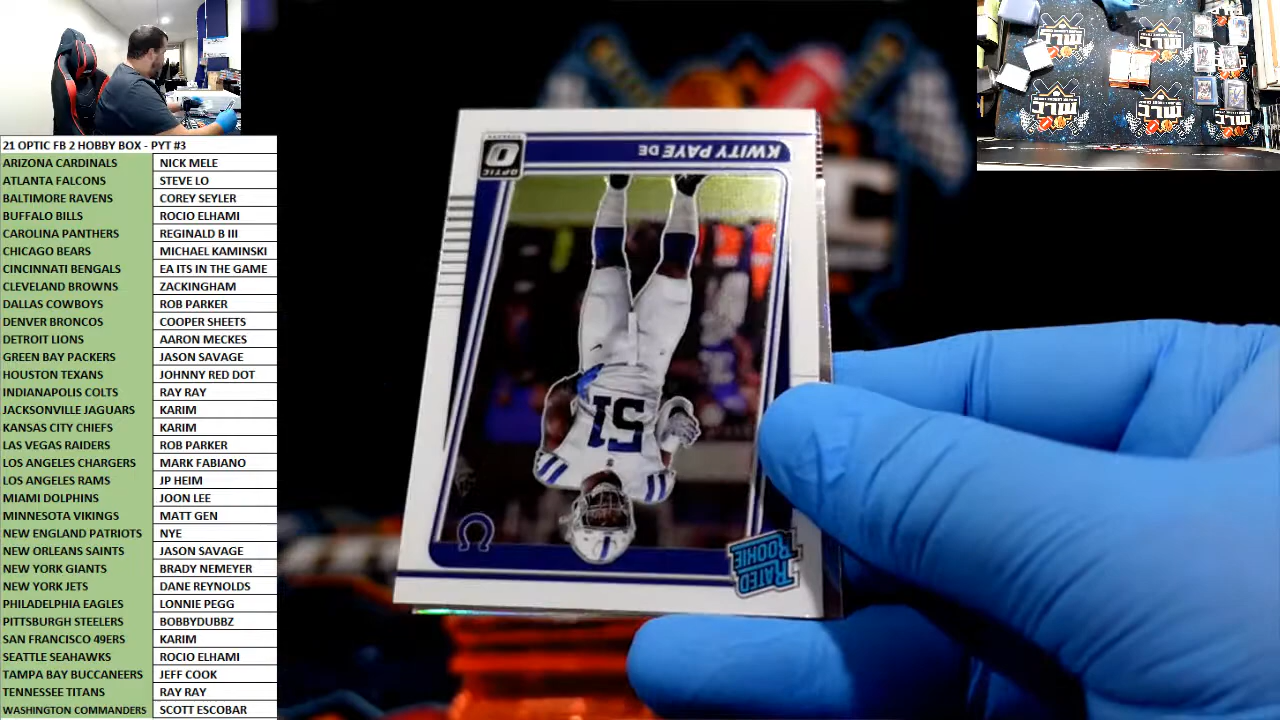 21 OPTIC FB 2 HOBBY BOX - PYT #3
ARIZONA CARDINALS NICK MELE
ATLANTA FALCONS STEVE LO
BALTIMORE RAVENS COREY SEYLER
BUFFALO BILLS ROCIO ELHAMI
CAROLINA PANTHERS REGINALD B III
CHICAGO BEARS MICHAEL KAMINSKI
CINCINNATI BENGALS EA ITS IN THE GAME
CLEVELAND BROWNS ZACKINGHAM
DALLAS COWBOYS ROB PARKER
DENVER BRONCOS COOPER SHEETS
DETROIT LIONS AARON MECKES
GREEN BAY PACKERS JASON SAVAGE
HOUSTON TEXANS JOHNNY RED DOT
INDIANAPOLIS COLTS RAY RAY
JACKSONVILLE JAGUARS KARIM
KANSAS CITY CHIEFS KARIM
LAS VEGAS RAIDERS ROB PARKER
LOS ANGELES CHARGERS MARK FABIANO
LOS ANGELES RAMS JP HEIM
MIAMI DOLPHINS JOON LEE
MINNESOTA VIKINGS MATT GEN
NEW ENGLAND PATRIOTS NYE
NEW ORLEANS SAINTS JASON SAVAGE
NEW YORK GIANTS BRADY NEMEYER
NEW YORK JETS DANE REYNOLDS
PHILADELPHIA EAGLES LONNIE PEGG
PITTSBURGH STEELERS BOBBYDUBBZ
SAN FRANCISCO 49ERS KARIM
SEATTLE SEAHAWKS ROCIO ELHAMI
TAMPA BAY BUCCANEERS JEFF COOK
TENNESSEE TITANS RAY RAY
WASHINGTON COMMANDERS SCOTT ESCOBAR
KWITY PAYE DE
OPTIC
51
RATED
ROOKIE